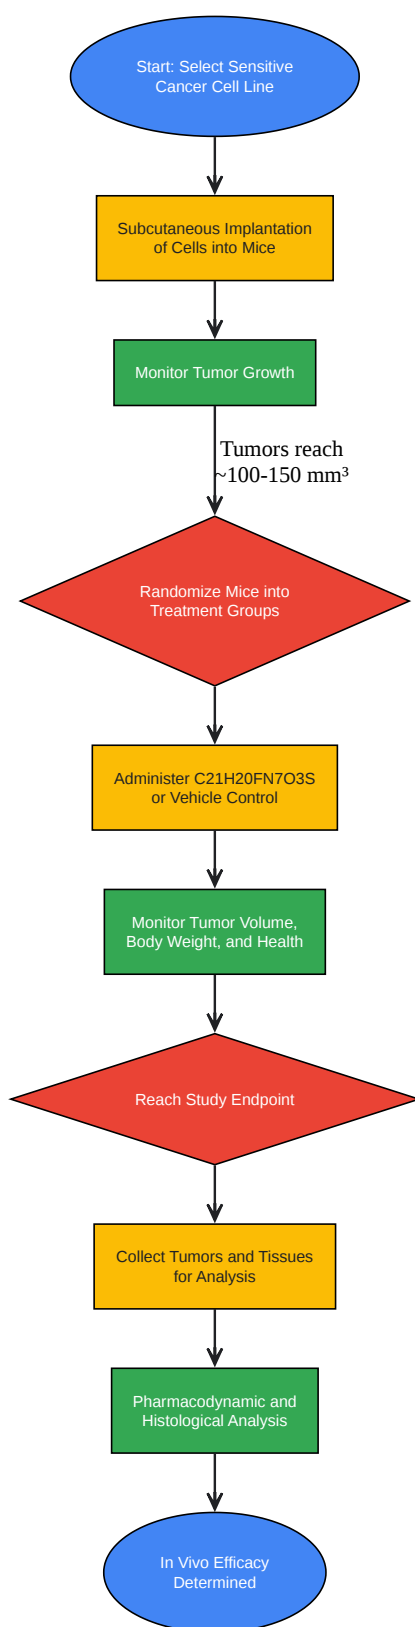 Start: Select Sensitive
Cancer Cell Line
Subcutaneous Implantation
of Cells into Mice
Monitor Tumor Growth
Tumors reach
~100-150 mm³
Randomize Mice into
Treatment Groups
Administer C21H20FN7O3S
or Vehicle Control
Monitor Tumor Volume,
Body Weight, and Health
Reach Study Endpoint
Collect Tumors and Tissues
for Analysis
Pharmacodynamic and
Histological Analysis
In Vivo Efficacy
Determined